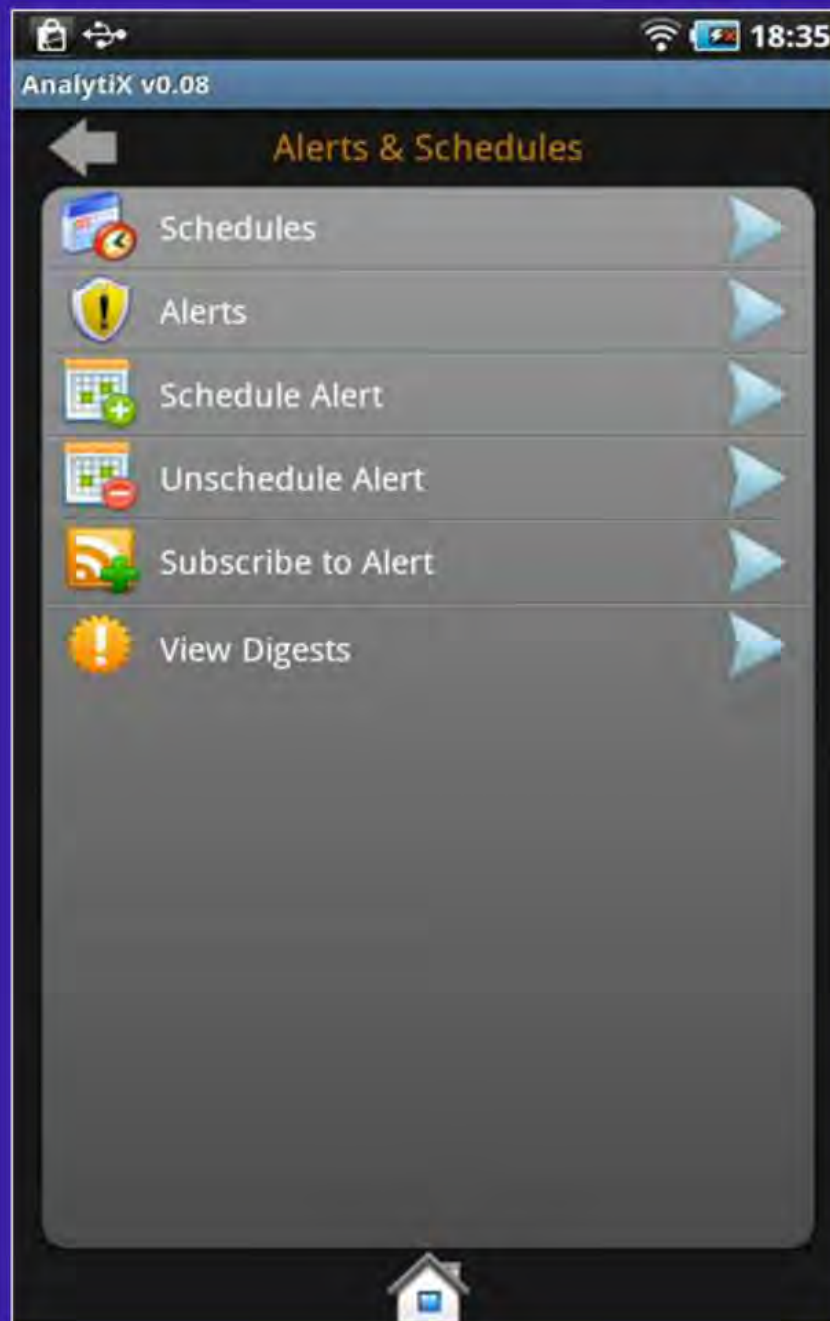 18:35
AnalytiX v0.08
Alerts & Schedules
Schedules
Alerts
Schedule Alert
Unschedule Alert
Subscribe to Alert
View Digests